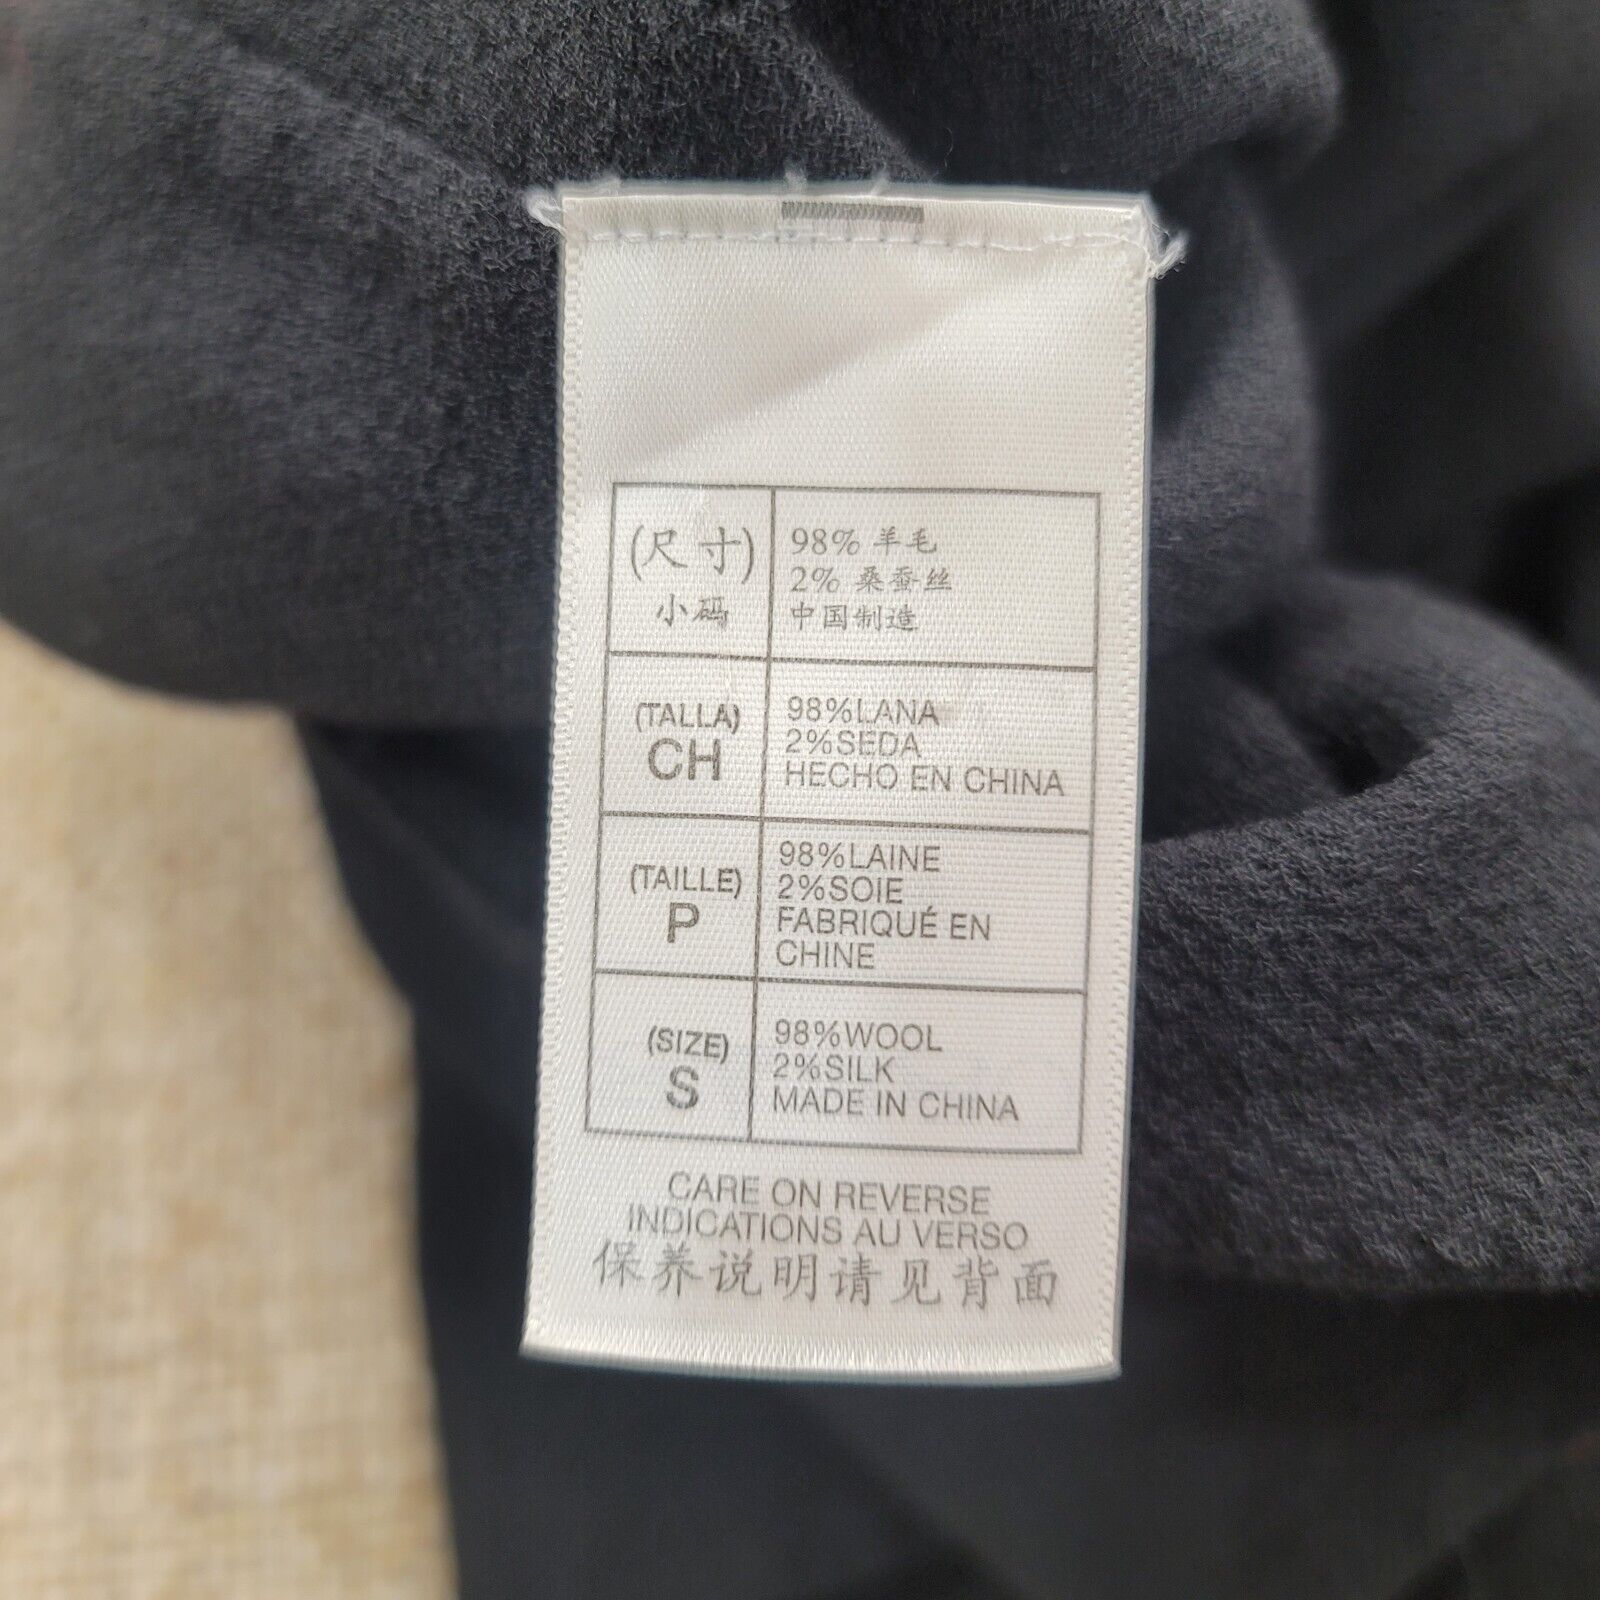 (尺寸)
小码
98% 羊毛
2% 桑蚕丝
中国制造
(TALLA)
CH
98%LANA
2%SEDA
HECHO EN CHINA
(TAILLE)
P
98%LAINE
2%SOIE
FABRIQUÉ EN
CHINE
(SIZE)
S
98%WOOL
2%SILK
MADE IN CHINA
CARE ON REVERSE
INDICATIONS AU VERSO
保养说明请见背面